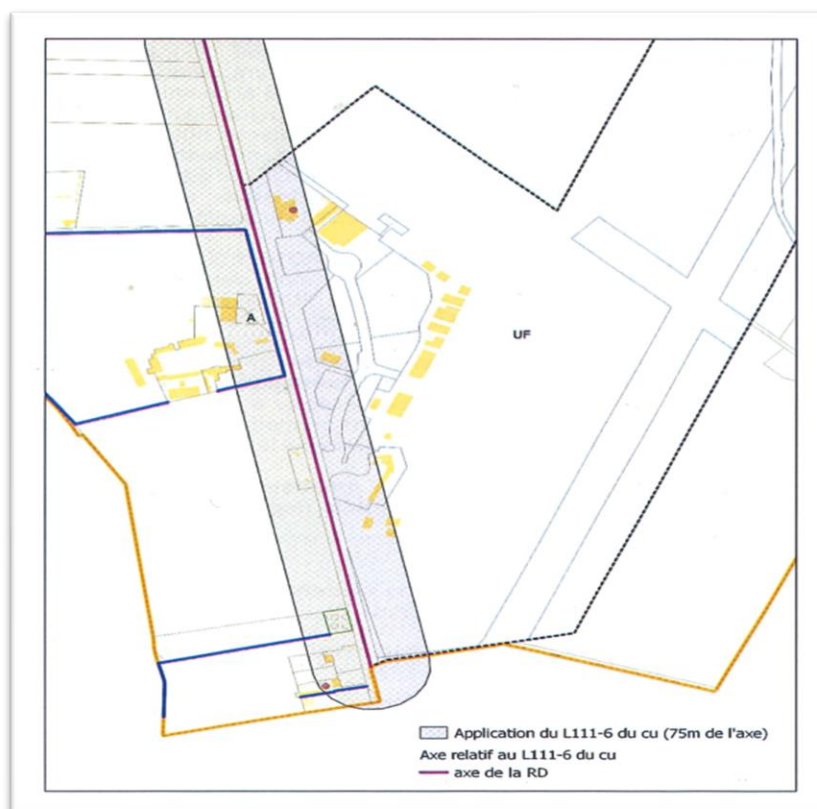 A
UF
Application du L111-6 du cu (75m de l'axe)
Axe relatif au L111-6 du cu
axe de la RD